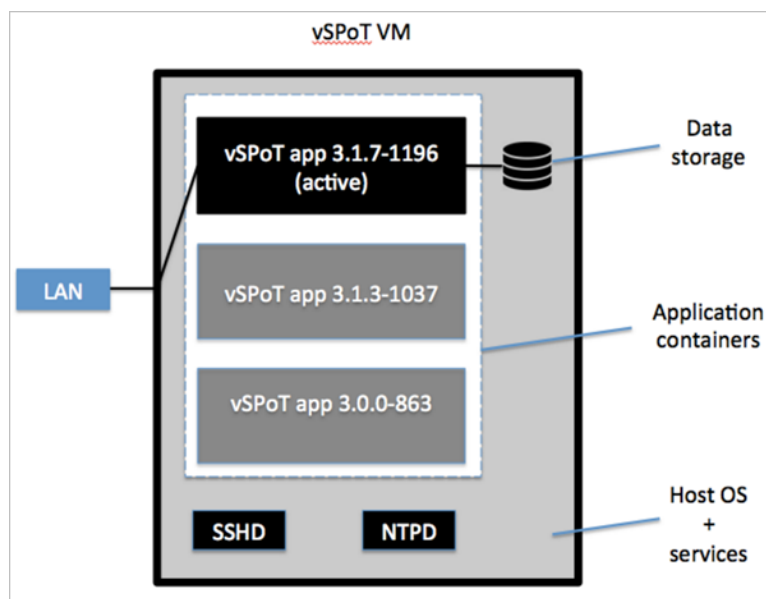 vSPoT VM
vSPoT app 3.1.7-1196
(active)
Data
storage
LAN
vSPoT app 3.1.3-1037
Application
containers
vSPoT app 3.0.0-863
SSHD
NTPD
Host OS
+
services